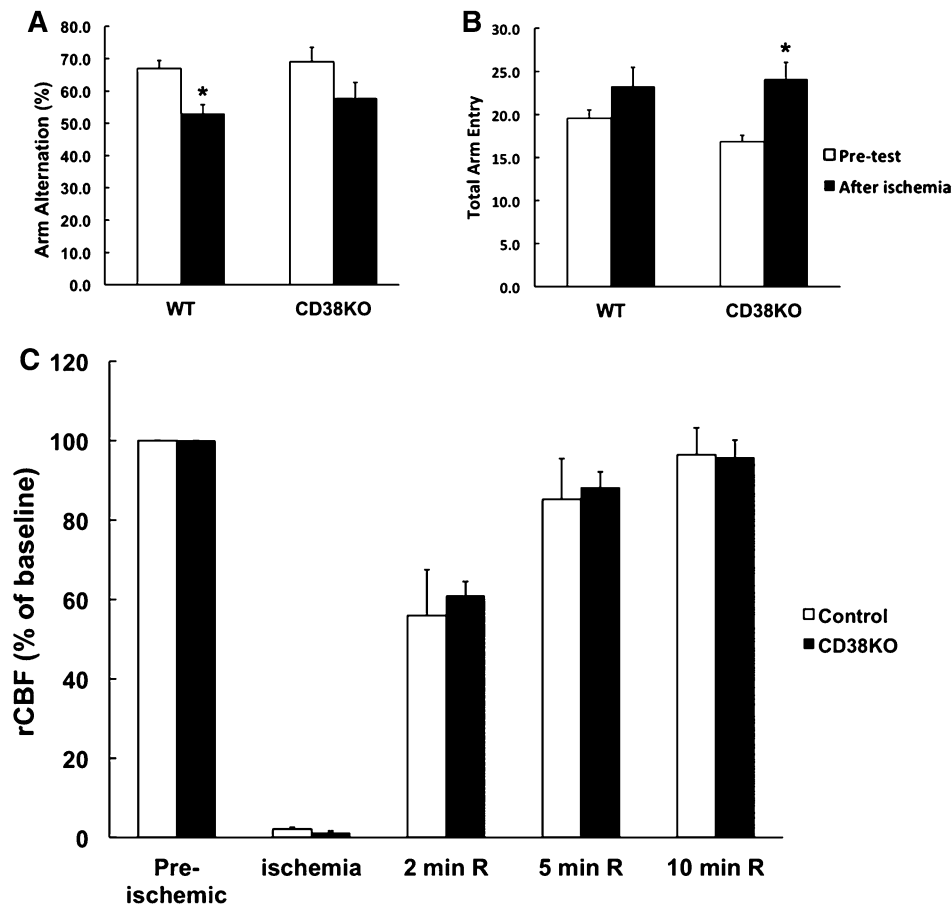 A
Arm Alternation (%)
80.0
70.0
60.0
50.0
40.0
30.0
20.0
10.0
0.0
*
WT
CD38KO
B
Total Arm Entry
30.0
25.0
20.0
15.0
10.0
5.0
0.0
*
WT
CD38KO
Pre-test
After ischemia
C
rCBF (% of baseline)
120
100
80
60
40
20
0
Pre-
ischemic
ischemia
2 min R
5 min R
10 min R
Control
CD38KO